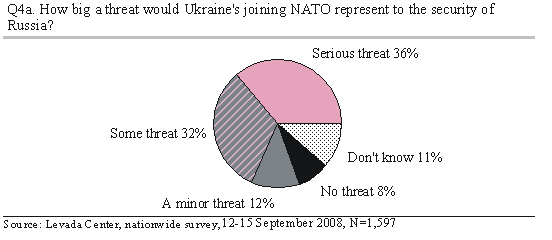 Q4a. How big a threat would Ukraine's joining NATO represent to the security of
Russia?
Serious threat 36%
Some threat 32%
Don't know 11%
No threat 8%
A minor threat 12%
Source: Levada Center, nationwide survey, 12-15 September 2008, N=1,597